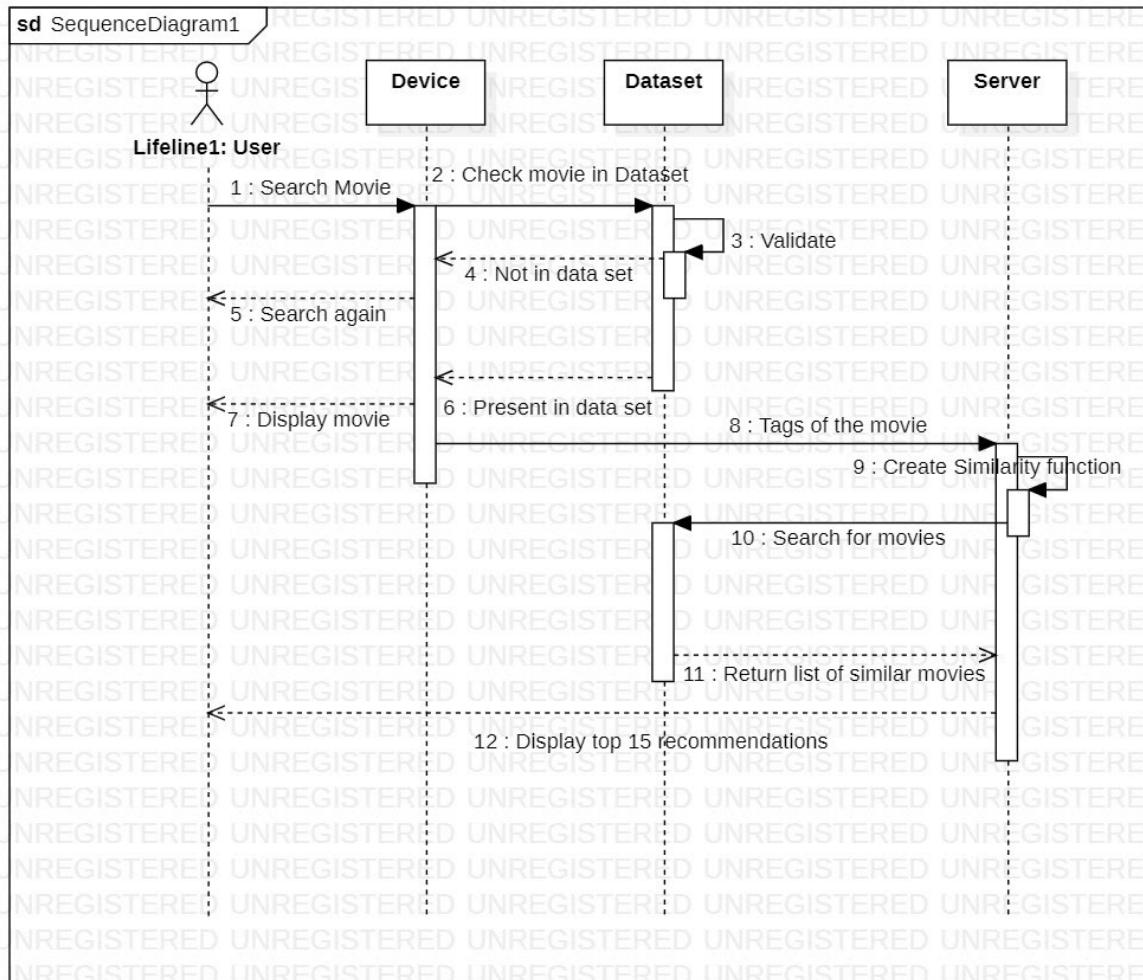 sd SequenceDiagram1
Device
Dataset
Server
Lifeline1: User
1 : Search Movie
2 : Check movie in Dataset
3 : Validate
4 : Not in data set
5 : Search again
6 : Present in data set
7 : Display movie
8 : Tags of the movie
9 : Create Similarity function
10 : Search for movies
11 : Return list of similar movies
12 : Display top 15 recommendations
UNREGISTERED